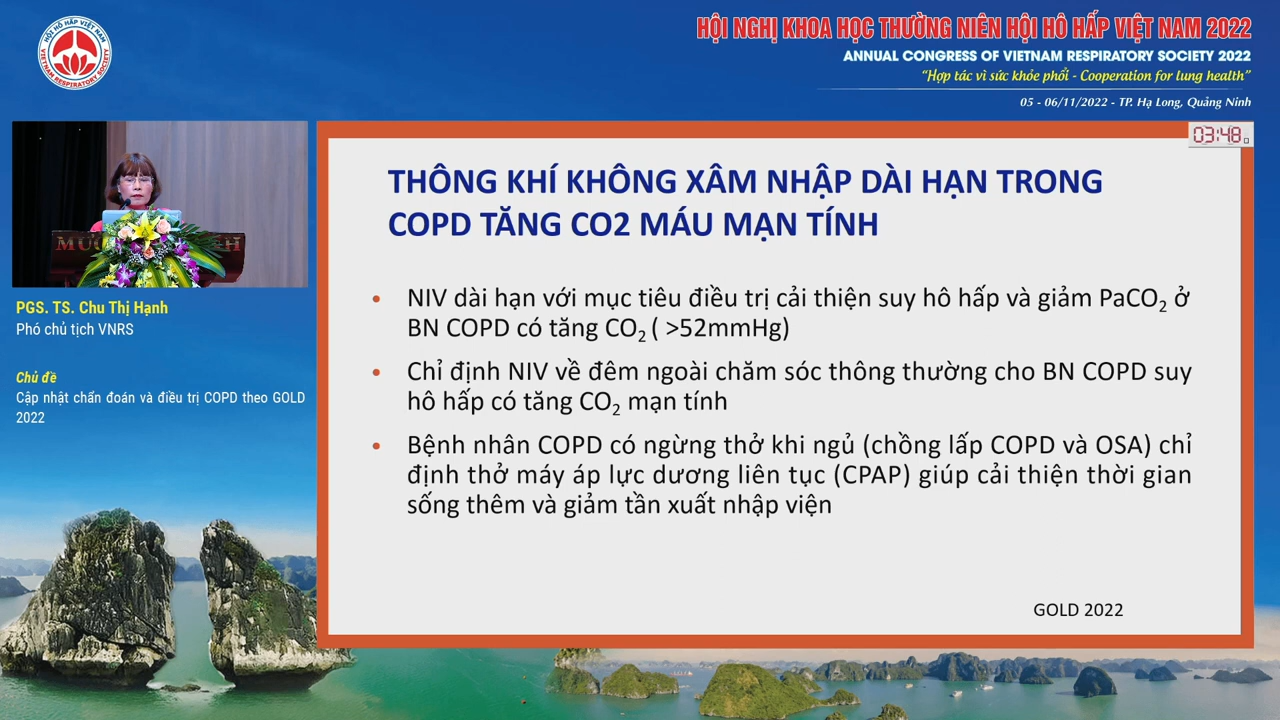 HỘI HÔ HẤP VIỆT NAM
VIETNAM RESPIRATORY SOCIETY
HỘI NGHỊ KHOA HỌC THƯỜNG NIÊN HỘI HÔ HẤP VIỆT NAM 2022
ANNUAL CONGRESS OF VIETNAM RESPIRATORY SOCIETY 2022
“Hợp tác vì sức khỏe phổi - Cooperation for lung health”
05 - 06/11/2022 - TP. Hạ Long, Quảng Ninh
03:48
PGS. TS. Chu Thị Hạnh
Phó chủ tịch VNRS
Chủ đề
Cập nhật chẩn đoán và điều trị COPD theo GOLD
2022
THÔNG KHÍ KHÔNG XÂM NHẬP DÀI HẠN TRONG
COPD TĂNG CO2 MÁU MẠN TÍNH
• NIV dài hạn với mục tiêu điều trị cải thiện suy hô hấp và giảm PaCO₂ ở
BN COPD có tăng CO₂ ( >52mmHg)
• Chỉ định NIV về đêm ngoài chăm sóc thông thường cho BN COPD suy
hô hấp có tăng CO₂ mạn tính
• Bệnh nhân COPD có ngừng thở khi ngủ (chồng lấp COPD và OSA) chỉ
định thở máy áp lực dương liên tục (CPAP) giúp cải thiện thời gian
sống thêm và giảm tần xuất nhập viện
GOLD 2022